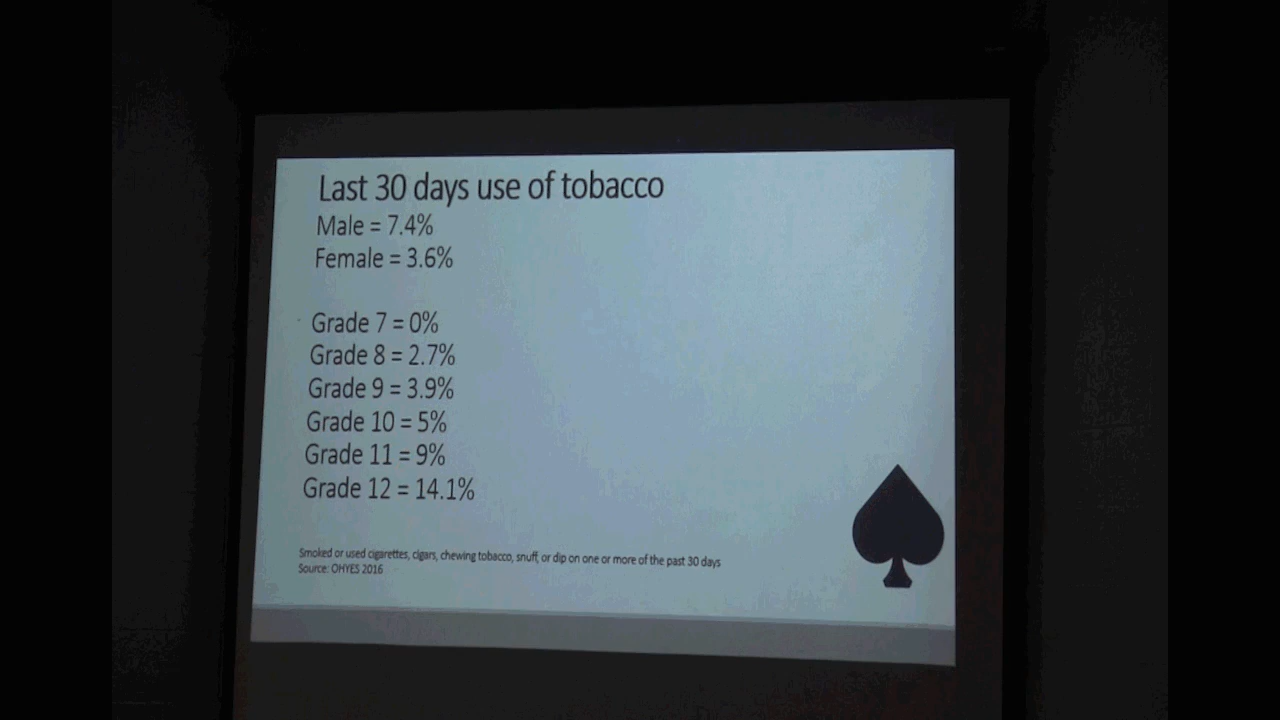 Last 30 days use of tobacco
Male = 7.4%
Female = 3.6%
Grade 7 = 0%
Grade 8 = 2.7%
Grade 9 = 3.9%
Grade 10 = 5%
Grade 11 = 9%
Grade 12 = 14.1%
Smoked or used cigarettes, cigars, chewing tobacco, snuff, or dip on one or more of the past 30 days
Source: OHYES 2016